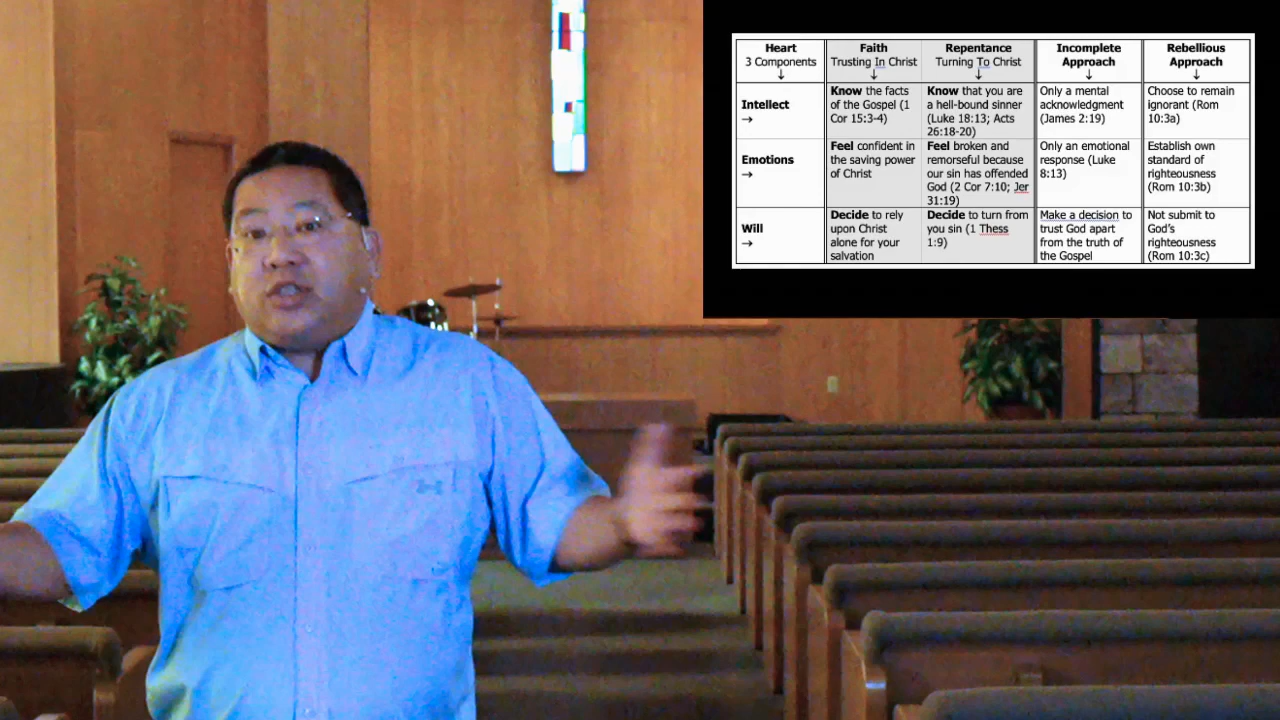 Heart
3 Components
↓
Faith
Trusting In Christ
↓
Repentance
Turning To Christ
↓
Incomplete
Approach
↓
Rebellious
Approach
↓
Intellect
→
Know the facts
of the Gospel (1
Cor 15:3-4)
Know that you are
a hell-bound sinner
(Luke 18:13; Acts
26:18-20)
Only a mental
acknowledgment
(James 2:19)
Choose to remain
ignorant (Rom
10:3a)
Emotions
→
Feel confident in
the saving power
of Christ
Feel broken and
remorseful because
our sin has offended
God (2 Cor 7:10; Jer
31:19)
Only an emotional
response (Luke
8:13)
Establish own
standard of
righteousness
(Rom 10:3b)
Will
→
Decide to rely
upon Christ
alone for your
salvation
Decide to turn from
you sin (1 Thess
1:9)
Make a decision to
trust God apart
from the truth of
the Gospel
Not submit to
God's
righteousness
(Rom 10:3c)